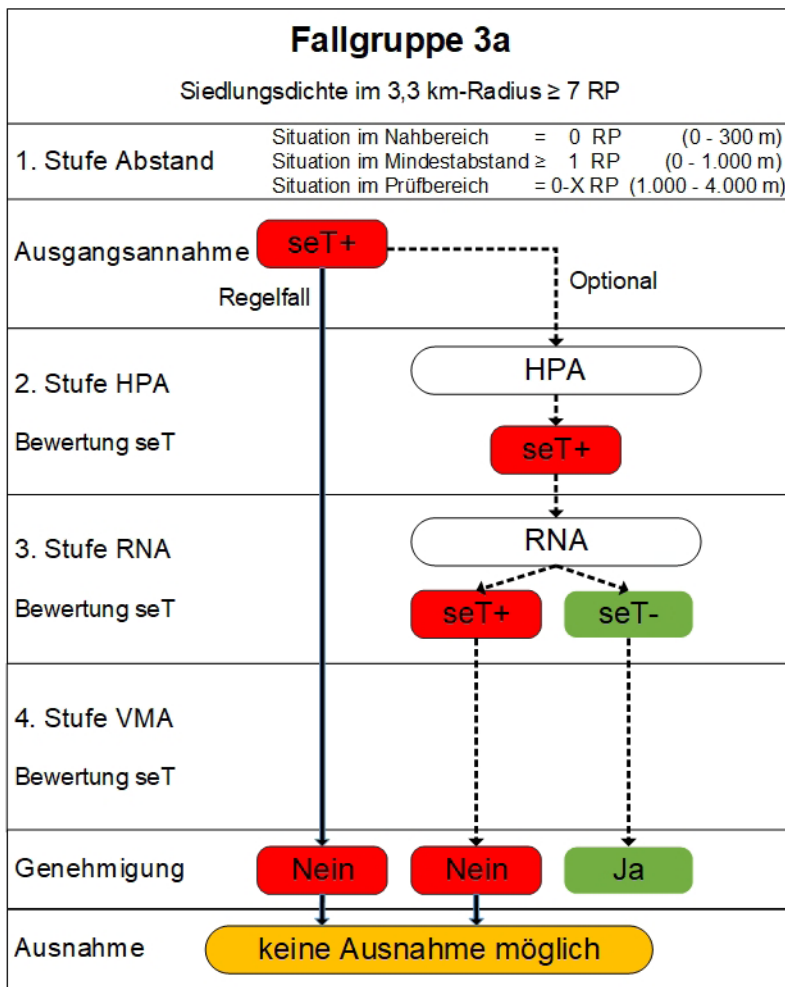 Fallgruppe 3a
Siedlungsdichte im 3,3 km-Radius ≥ 7 RP
1. Stufe Abstand
Situation im Nahbereich = 0 RP (0 - 300 m)
Situation im Mindestabstand ≥ 1 RP (0 - 1.000 m)
Situation im Prüfbereich = 0-X RP (1.000 - 4.000 m)
Ausgangsannahme
seT+
Regelfall
Optional
2. Stufe HPA
HPA
Bewertung seT
seT+
3. Stufe RNA
RNA
Bewertung seT
seT+ seT-
4. Stufe VMA
Bewertung seT
Genehmigung
Nein Nein Ja
Ausnahme
keine Ausnahme möglich